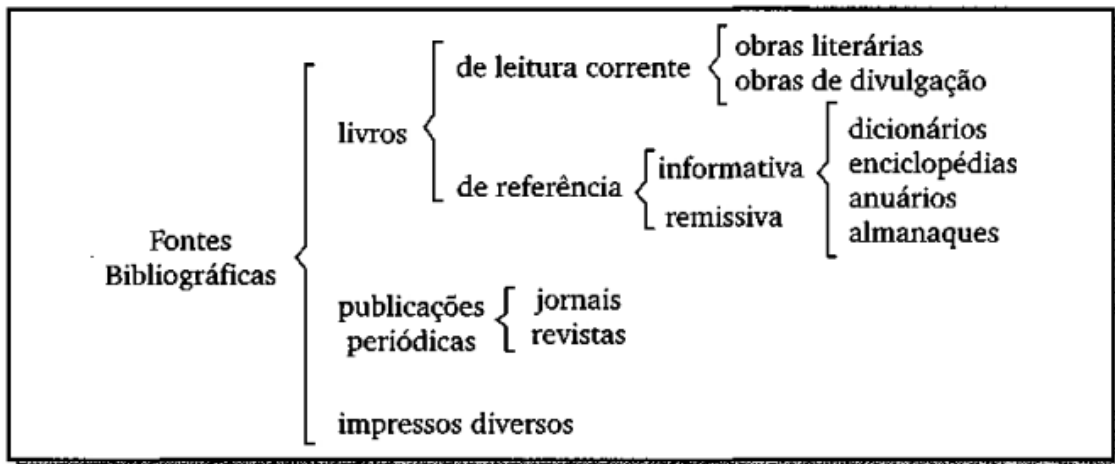 obras literárias
de leitura corrente
obras de divulgação
livros
dicionários
informativa
enciclopédias
de referência
anuários
remissiva
almanaques
Fontes
Bibliográficas
publicações
jornais
periódicas
revistas
impressos diversos